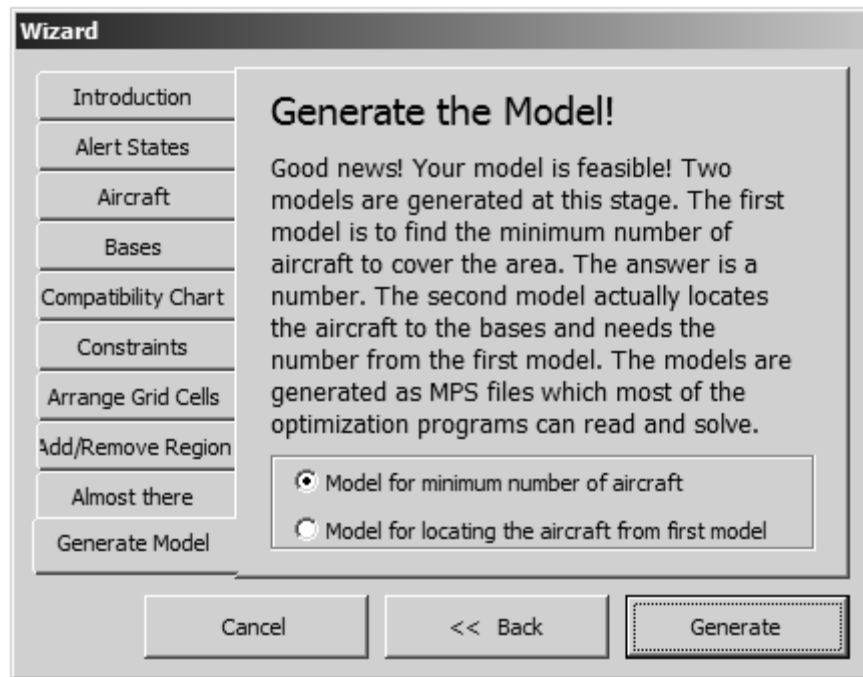 Wizard
Introduction
Alert States
Aircraft
Bases
Compatibility Chart
Constraints
Arrange Grid Cells
Add/Remove Region
Almost there
Generate Model
Generate the Model!
Good news! Your model is feasible! Two
models are generated at this stage. The first
model is to find the minimum number of
aircraft to cover the area. The answer is a
number. The second model actually locates
the aircraft to the bases and needs the
number from the first model. The models are
generated as MPS files which most of the
optimization programs can read and solve.
Model for minimum number of aircraft
Model for locating the aircraft from first model
Cancel
<< Back
Generate